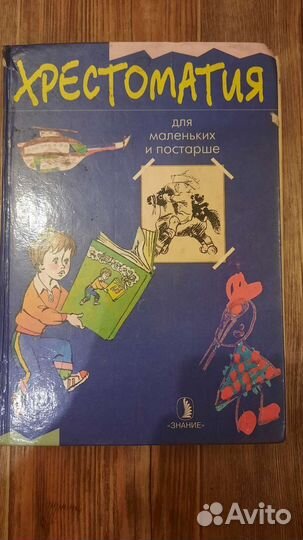 ХРЕСТОМАТИЯ
для
маленьких
и постарше
«ЗНАНИЕ»
Avito